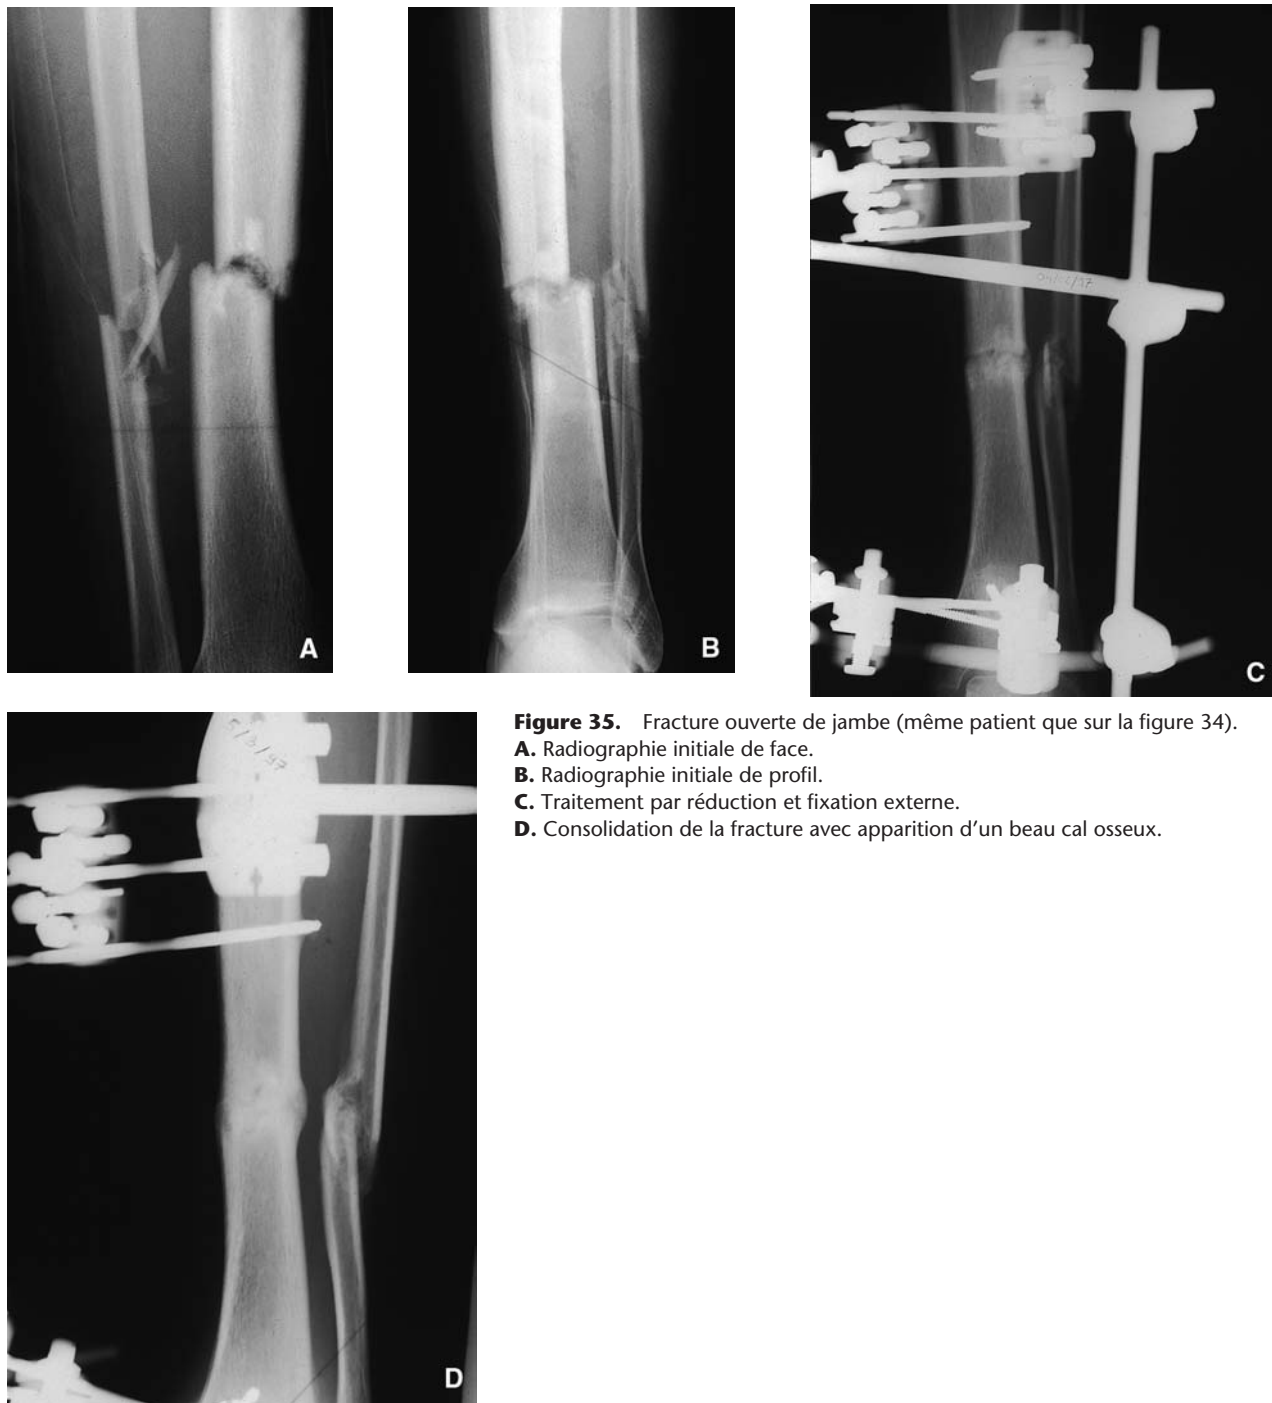 A
B
C
Figure 35. Fracture ouverte de jambe (même patient que sur la figure 34).
A. Radiographie initiale de face.
B. Radiographie initiale de profil.
C. Traitement par réduction et fixation externe.
D. Consolidation de la fracture avec apparition d’un beau cal osseux.
D